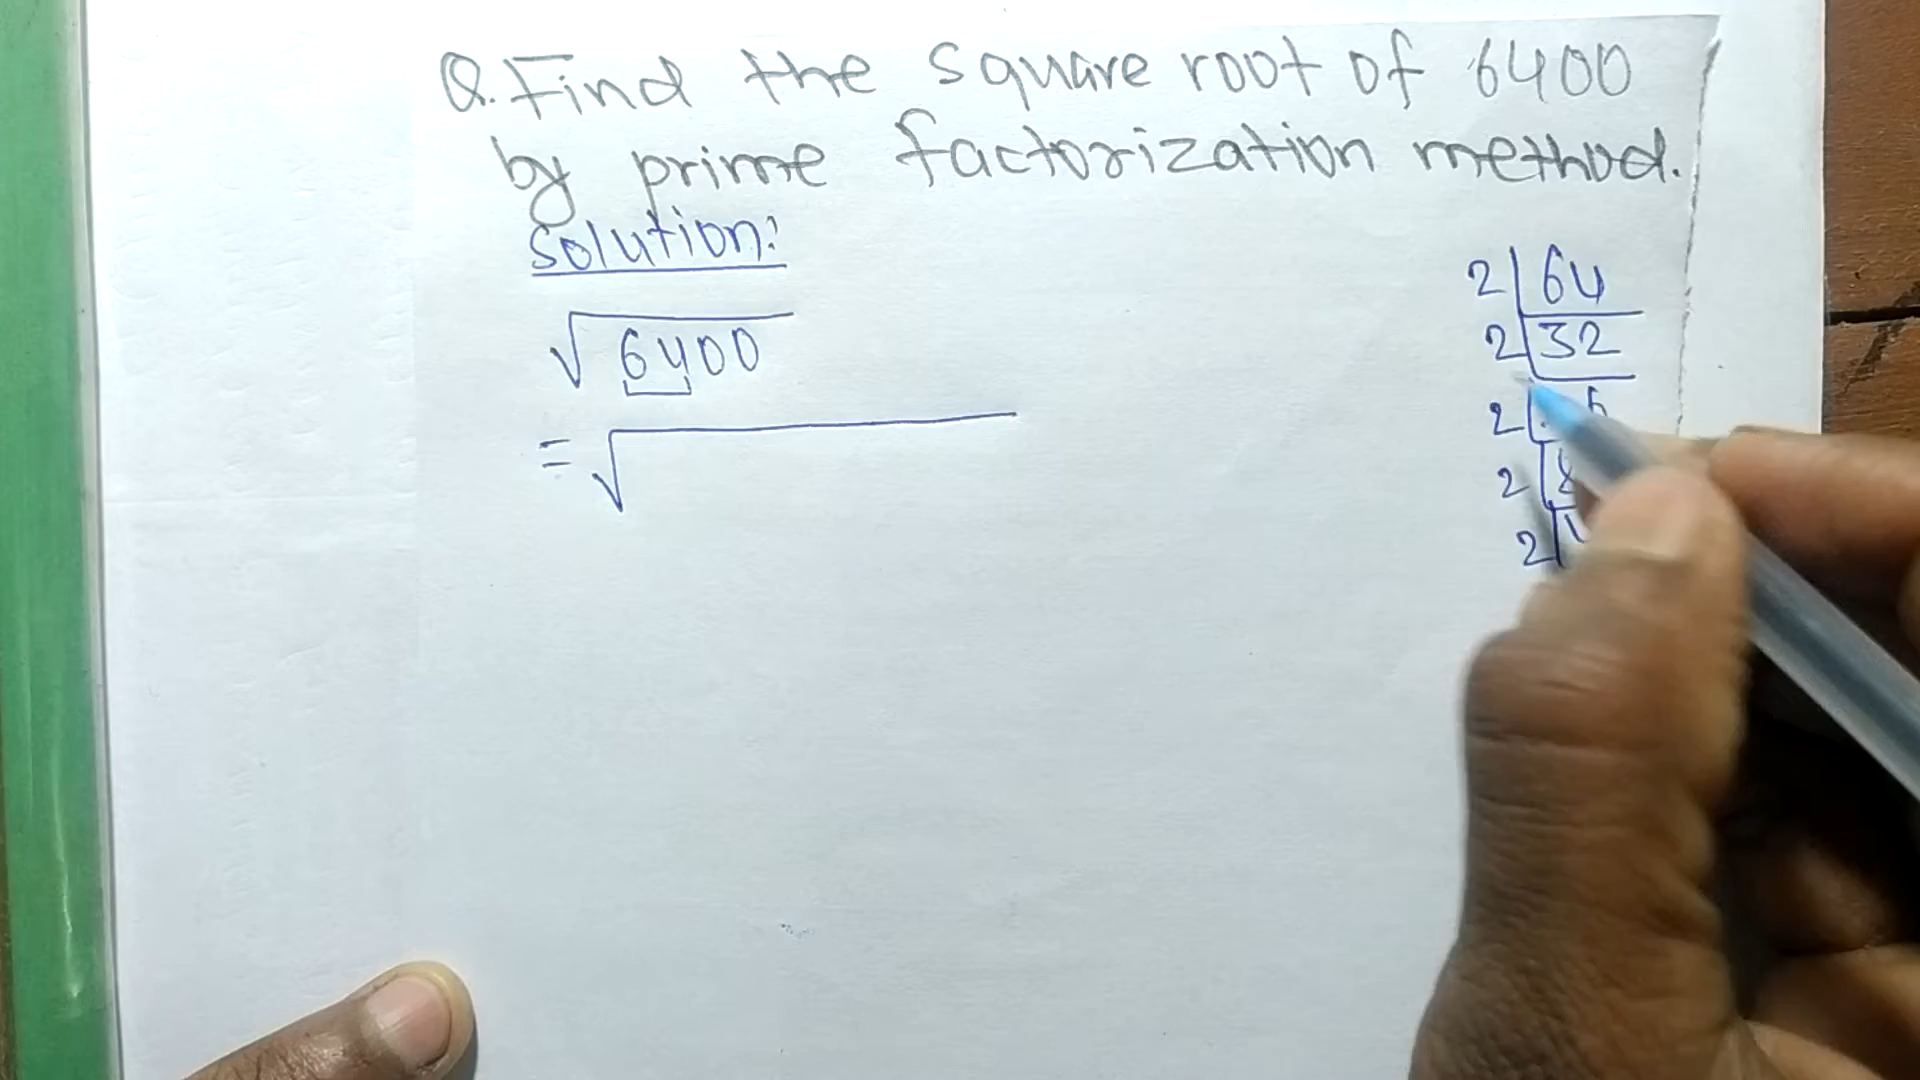 Q. Find the square root of 6400
by prime factorization method.
Solution:
√6400
= √
2 | 64
2 | 32
2
2
2